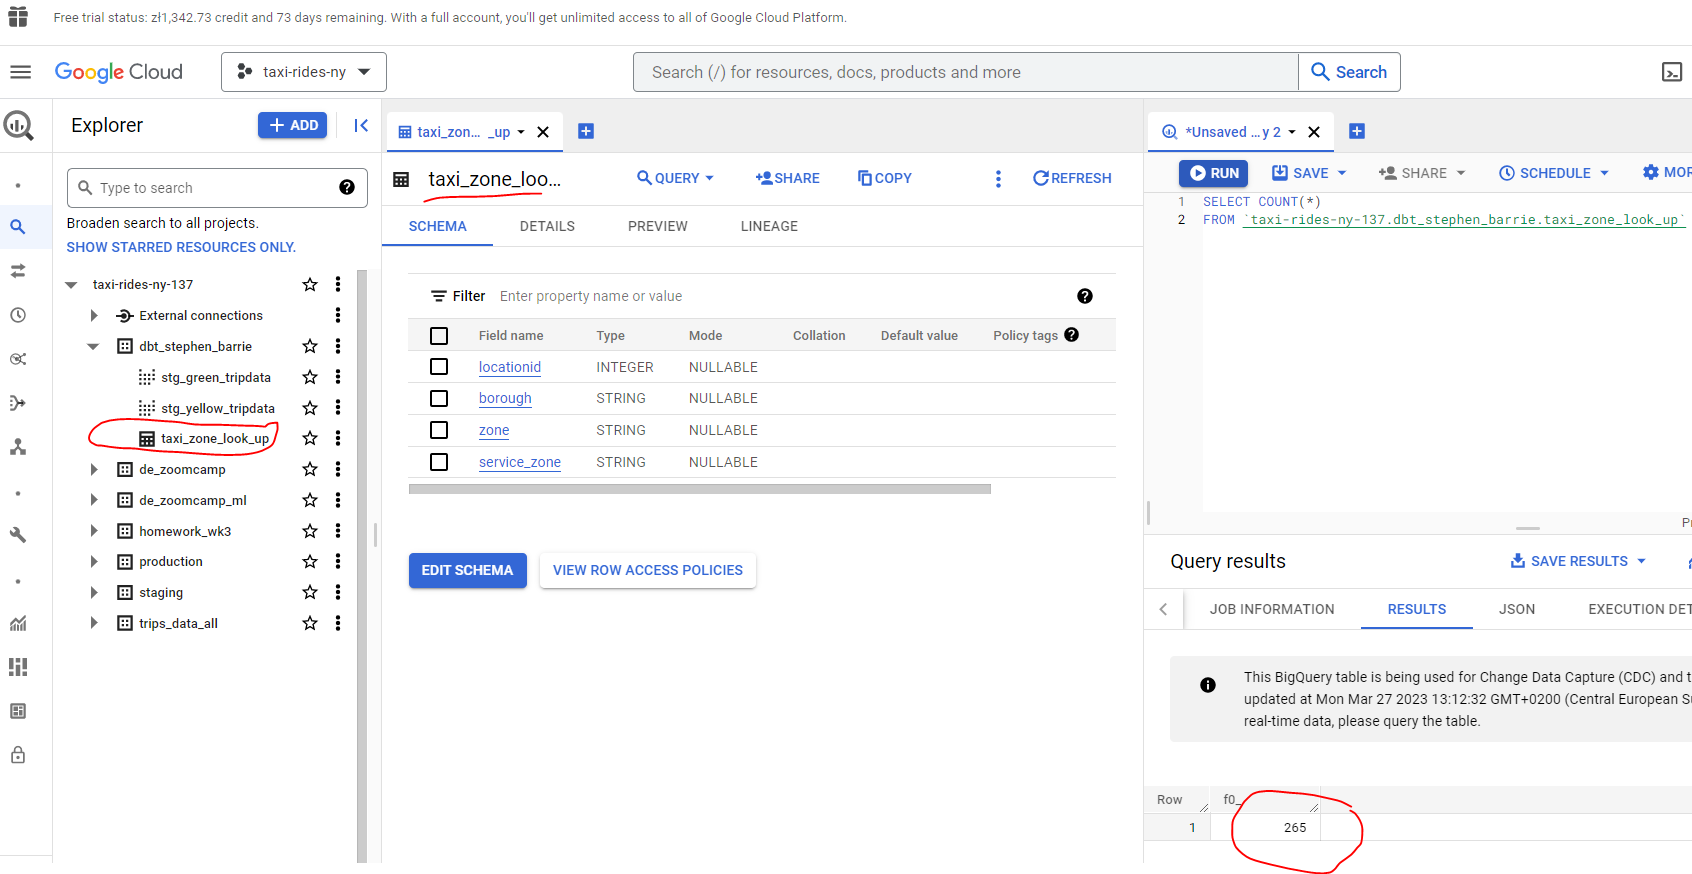 Free trial status: zł1,342.73 credit and 73 days remaining. With a full account, you'll get unlimited access to all of Google Cloud Platform.
Google Cloud
taxi-rides-ny
Search (/) for resources, docs, products and more
Search
Explorer
ADD
Type to search
Broaden search to all projects.
SHOW STARRED RESOURCES ONLY.
taxi-rides-ny-137
External connections
dbt_stephen_barrie
stg_green_tripdata
stg_yellow_tripdata
taxi_zone_look_up
de_zoomcamp
de_zoomcamp_ml
homework_wk3
production
staging
trips_data_all
taxi_zon... _up
taxi_zone_loo...
QUERY
SHARE
COPY
REFRESH
SCHEMA DETAILS PREVIEW LINEAGE
Filter Enter property name or value
Field name Type Mode Collation Default value Policy tags
locationid INTEGER NULLABLE
borough STRING NULLABLE
zone STRING NULLABLE
service_zone STRING NULLABLE
EDIT SCHEMA
VIEW ROW ACCESS POLICIES
*Unsaved ...y 2
RUN SAVE SHARE SCHEDULE MOR
1 SELECT COUNT(*)
2 FROM `taxi-rides-ny-137.dbt_stephen_barrie.taxi_zone_look_up`
Query results
SAVE RESULTS
JOB INFORMATION RESULTS JSON EXECUTION DET
This BigQuery table is being used for Change Data Capture (CDC) and t
updated at Mon Mar 27 2023 13:12:32 GMT+0200 (Central European S
real-time data, please query the table.
Row f0_
1 265